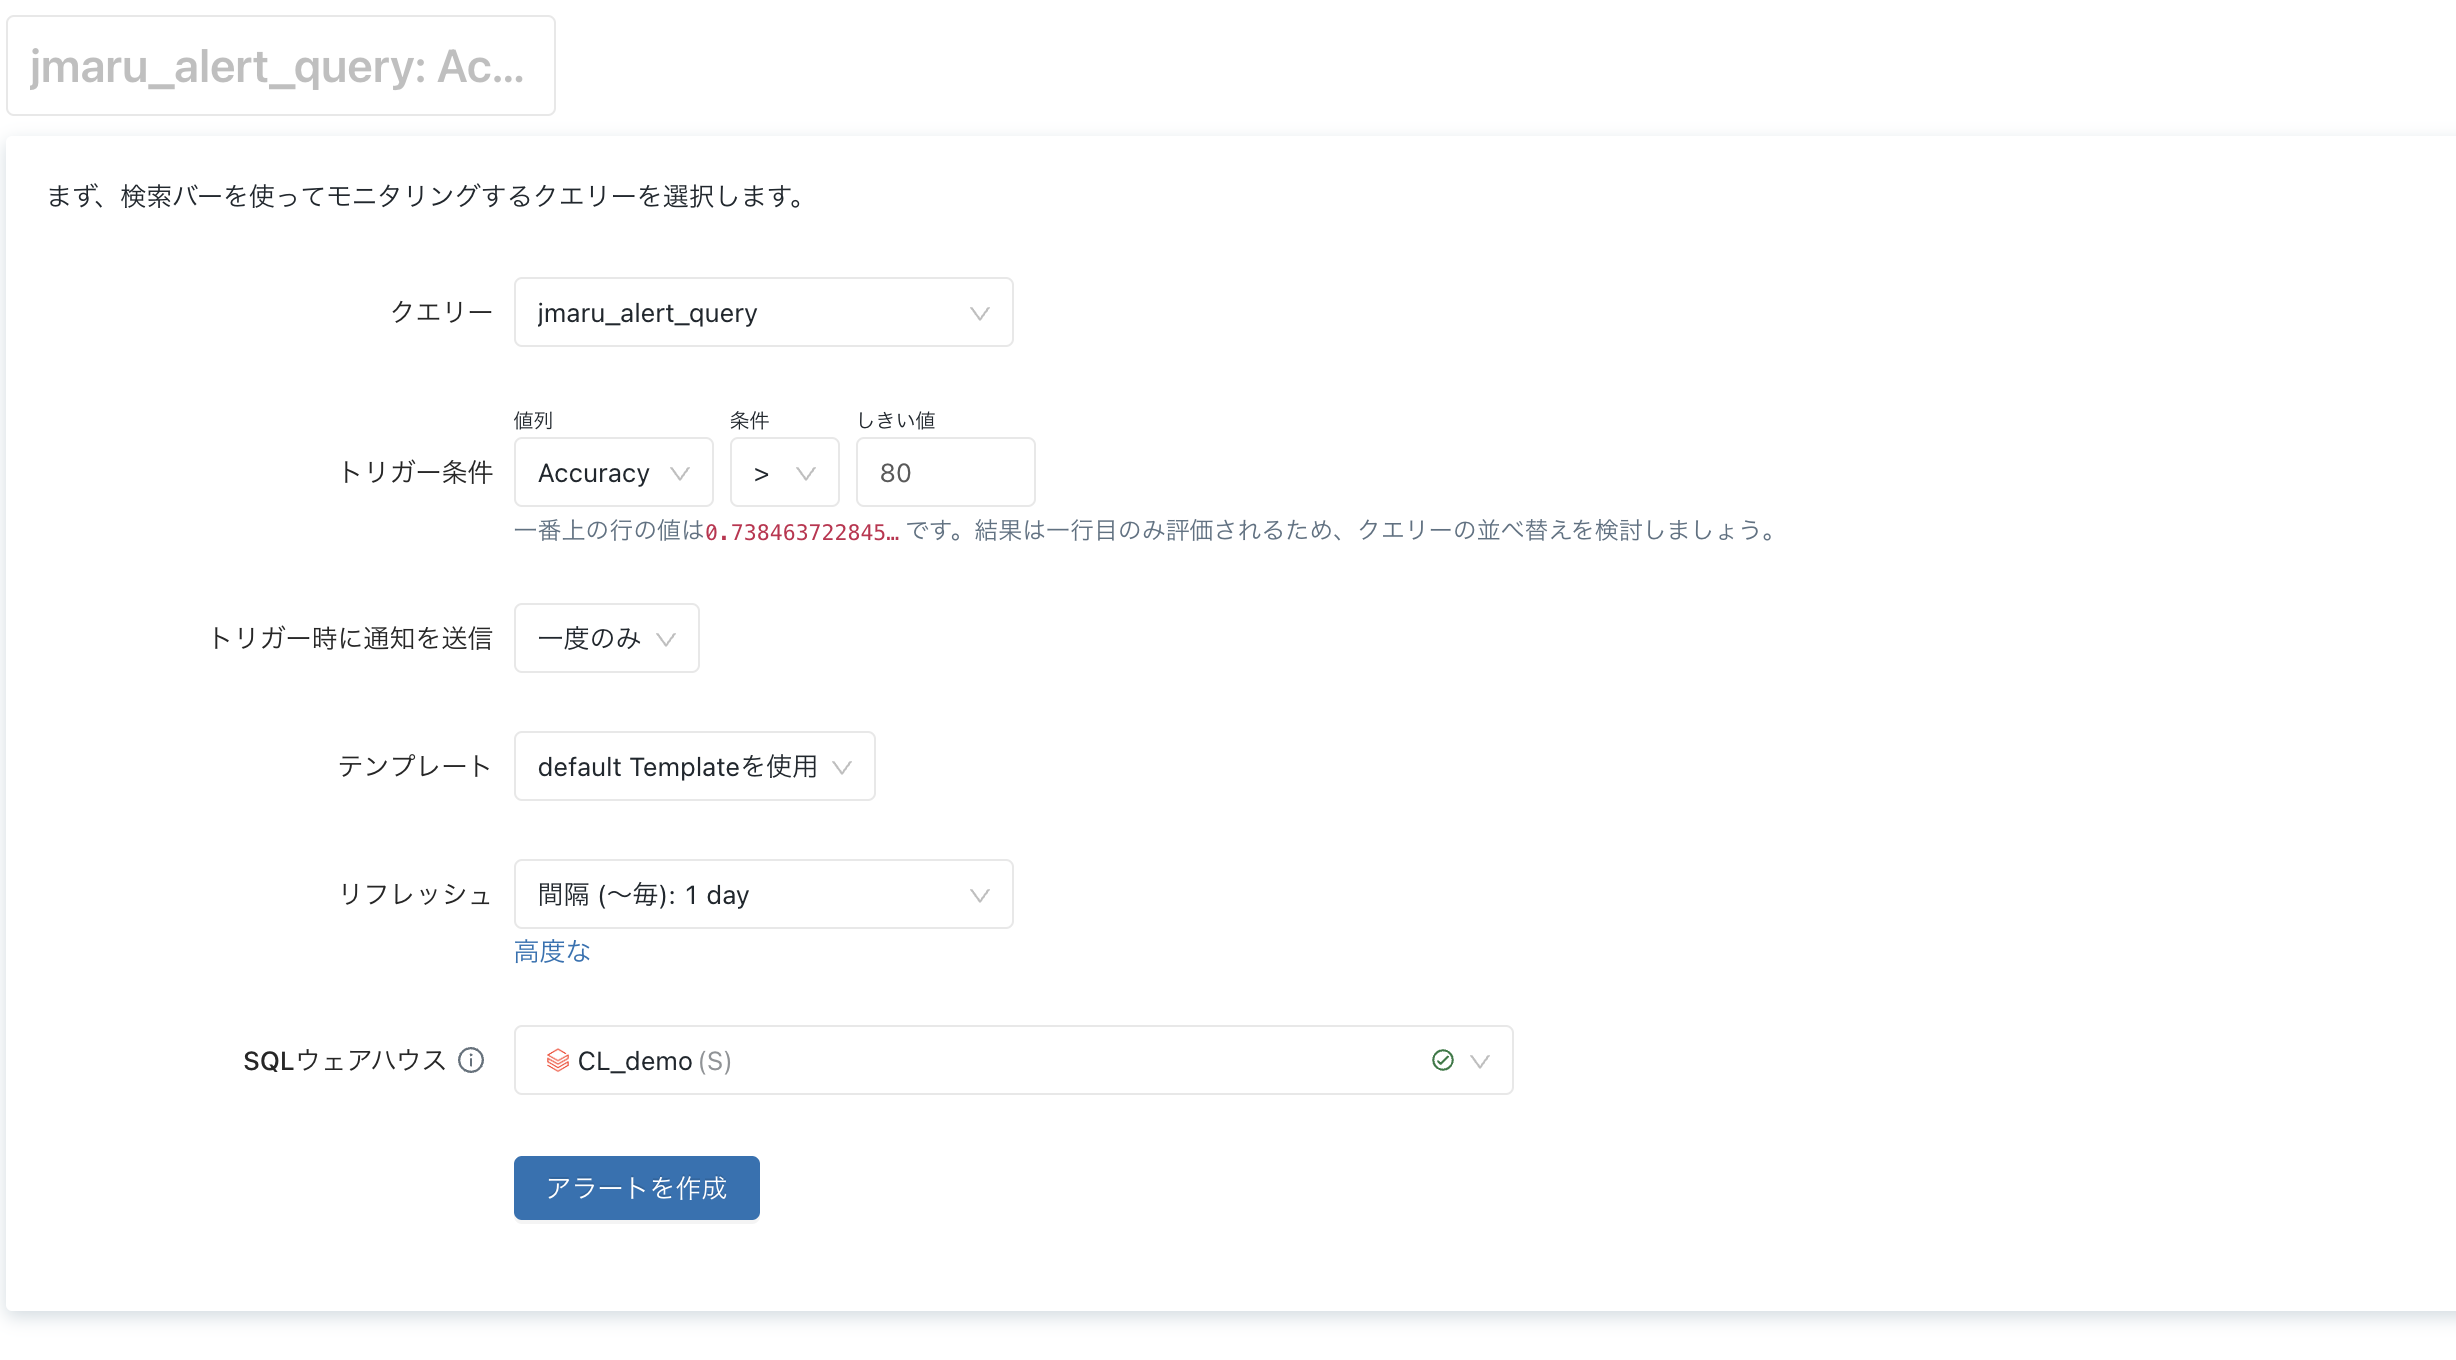 jmaru_alert_query: Ac...
まず、検索バーを使ってモニタリングするクエリーを選択します。
クエリー jmaru_alert_query
値列 条件 しきい値
トリガー条件 Accuracy > 80
一番上の行の値は0.738463722845… です。結果は一行目のみ評価されるため、クエリーの並べ替えを検討しましょう。
トリガー時に通知を送信 一度のみ
テンプレート default Templateを使用
リフレッシュ 間隔 (〜毎): 1 day
高度な
SQLウェアハウス CL_demo (S)
アラートを作成